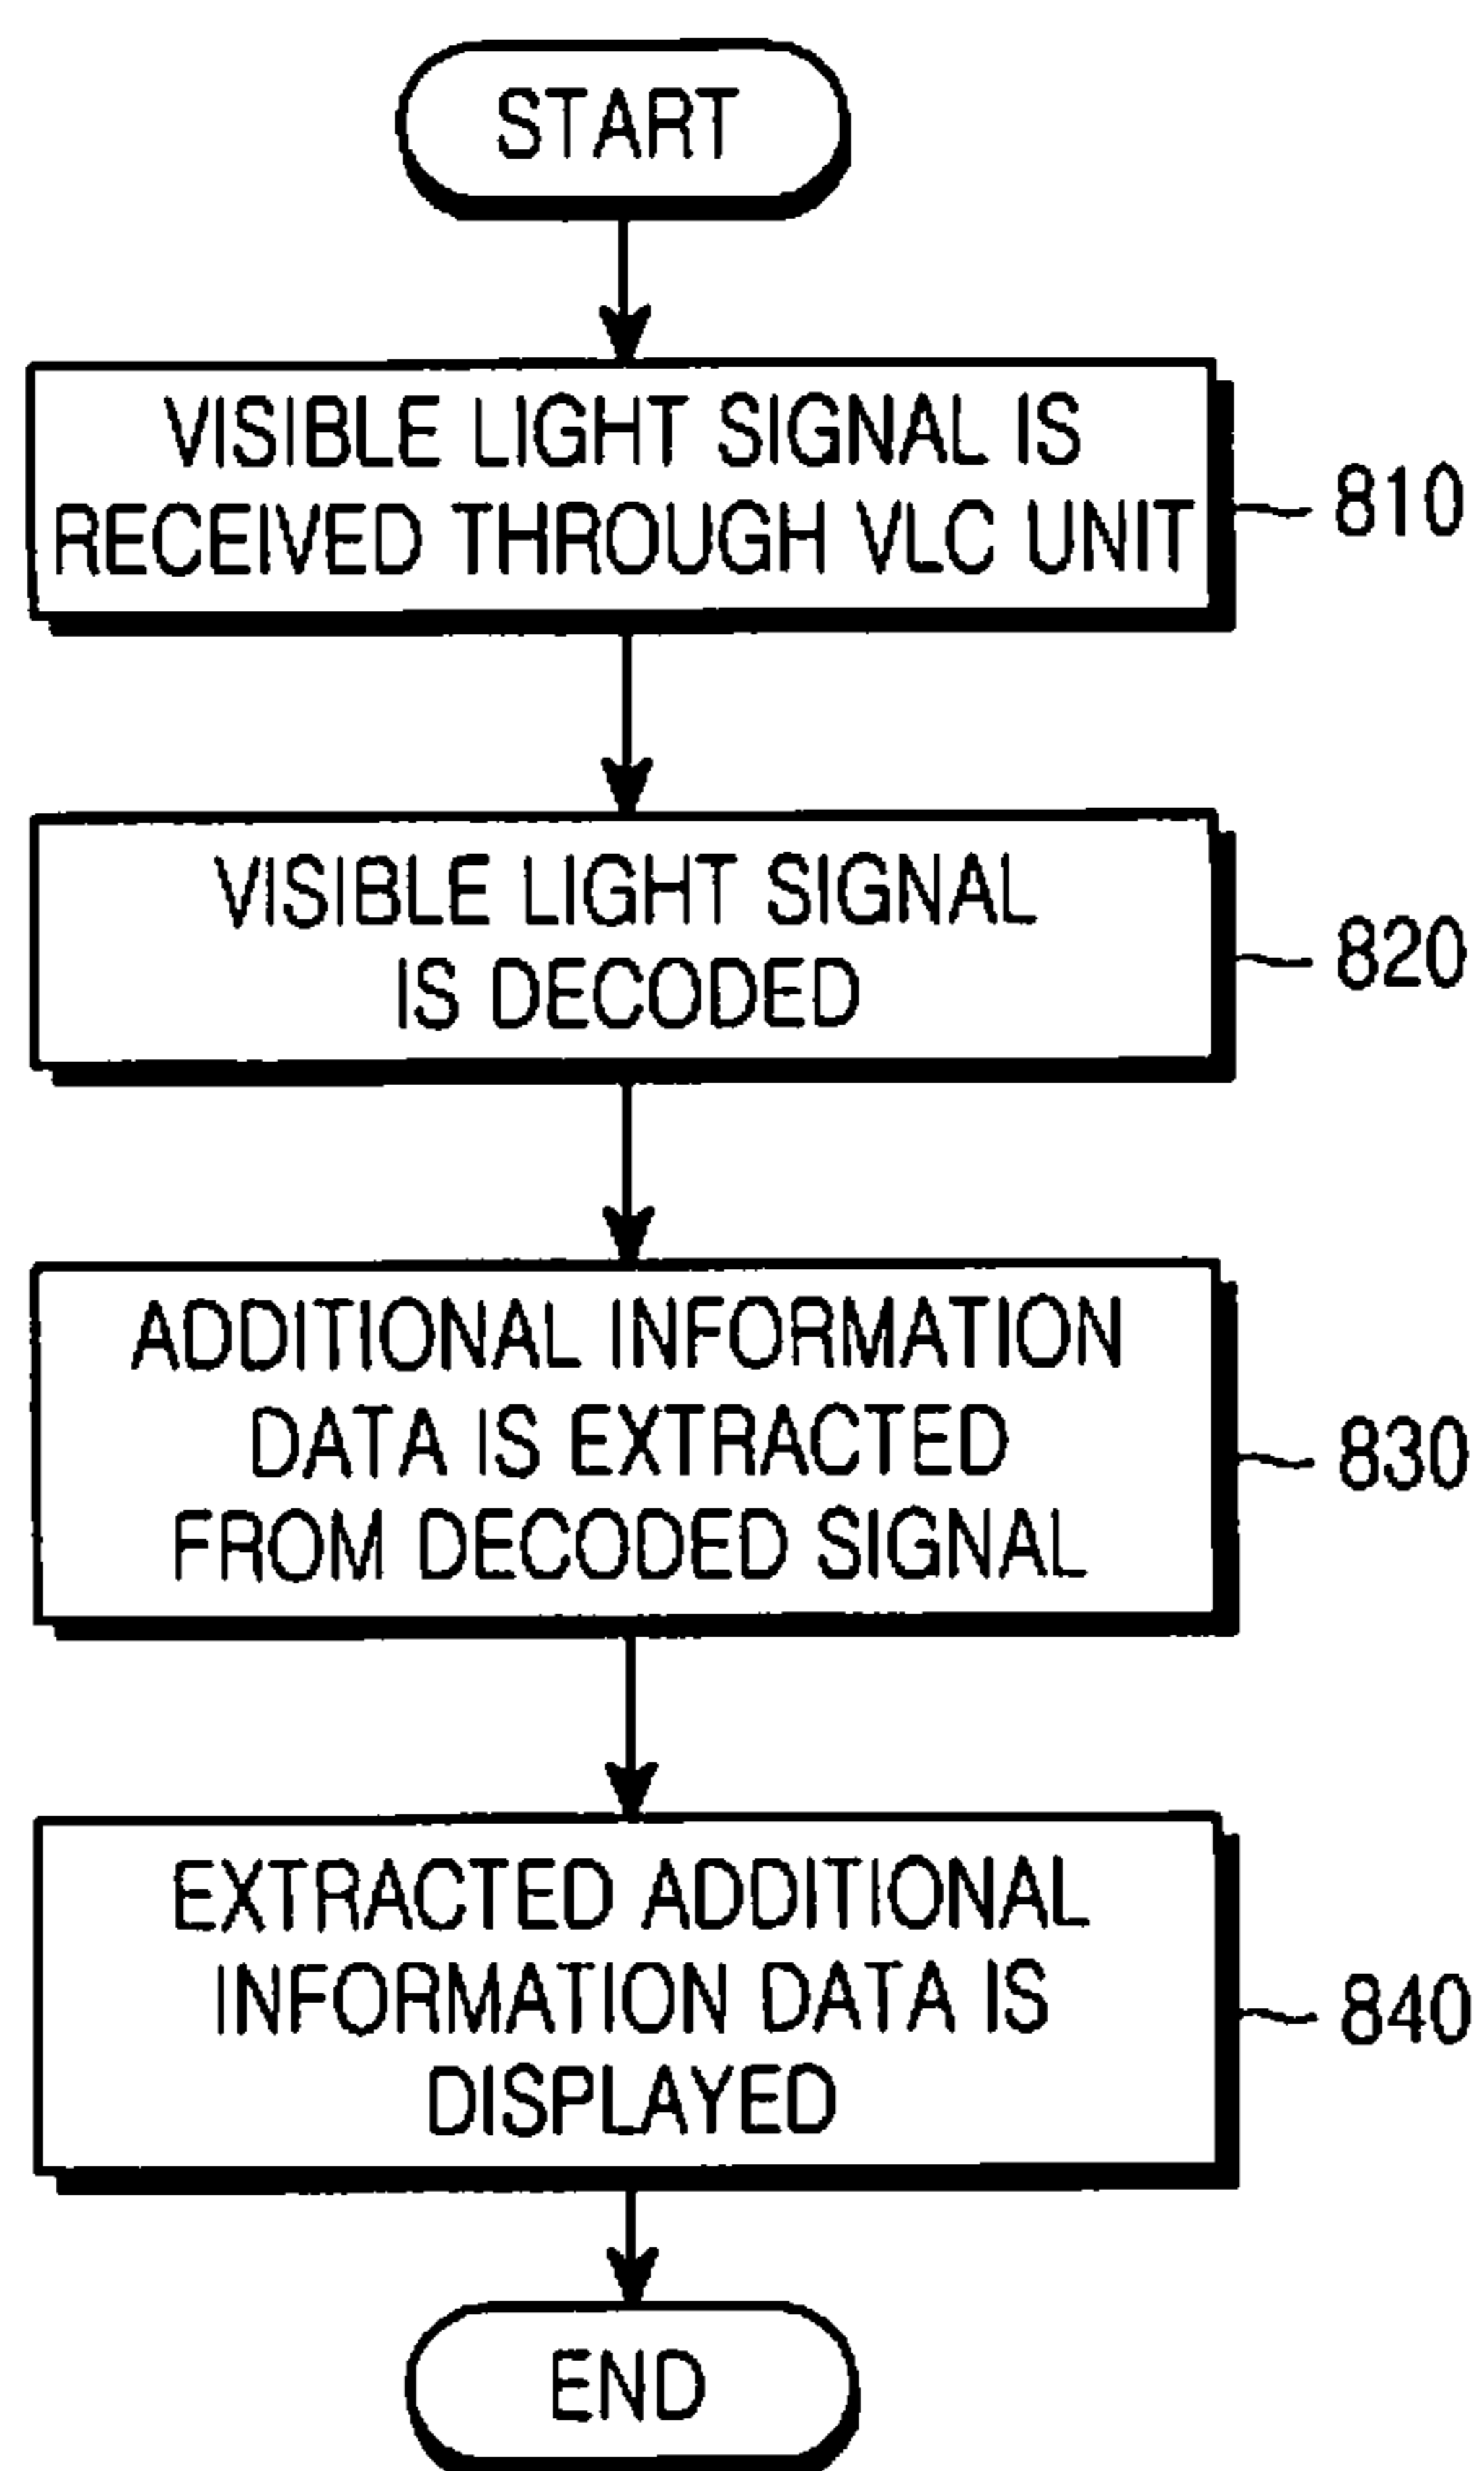 START
VISIBLE LIGHT SIGNAL IS
RECEIVED THROUGH VLC UNIT
810
VISIBLE LIGHT SIGNAL
IS DECODED
820
ADDITIONAL INFORMATION
DATA IS EXTRACTED
FROM DECODED SIGNAL
830
EXTRACTED ADDITIONAL
INFORMATION DATA IS
DISPLAYED
840
END